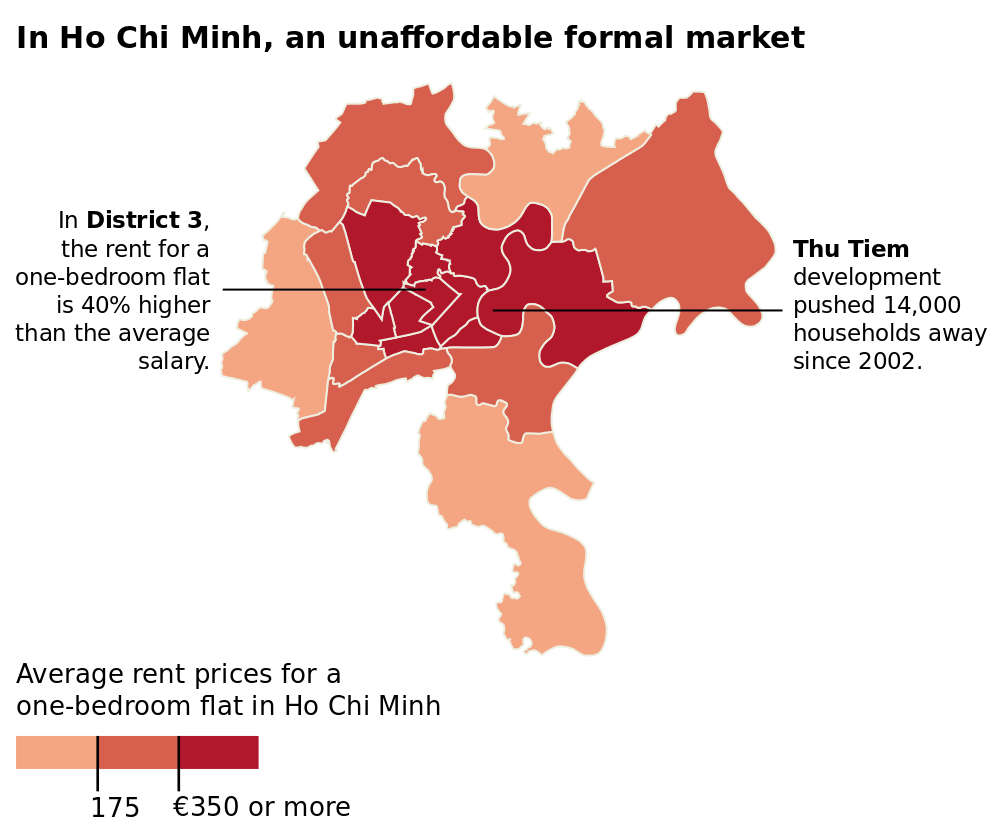 In Ho Chi Minh, an unaffordable formal market
In District 3,
the rent for a
one-bedroom flat
is 40% higher
than the average
salary.
Thu Tiem
development
pushed 14,000
households away
since 2002.
Average rent prices for a
one-bedroom flat in Ho Chi Minh
175
€350 or more